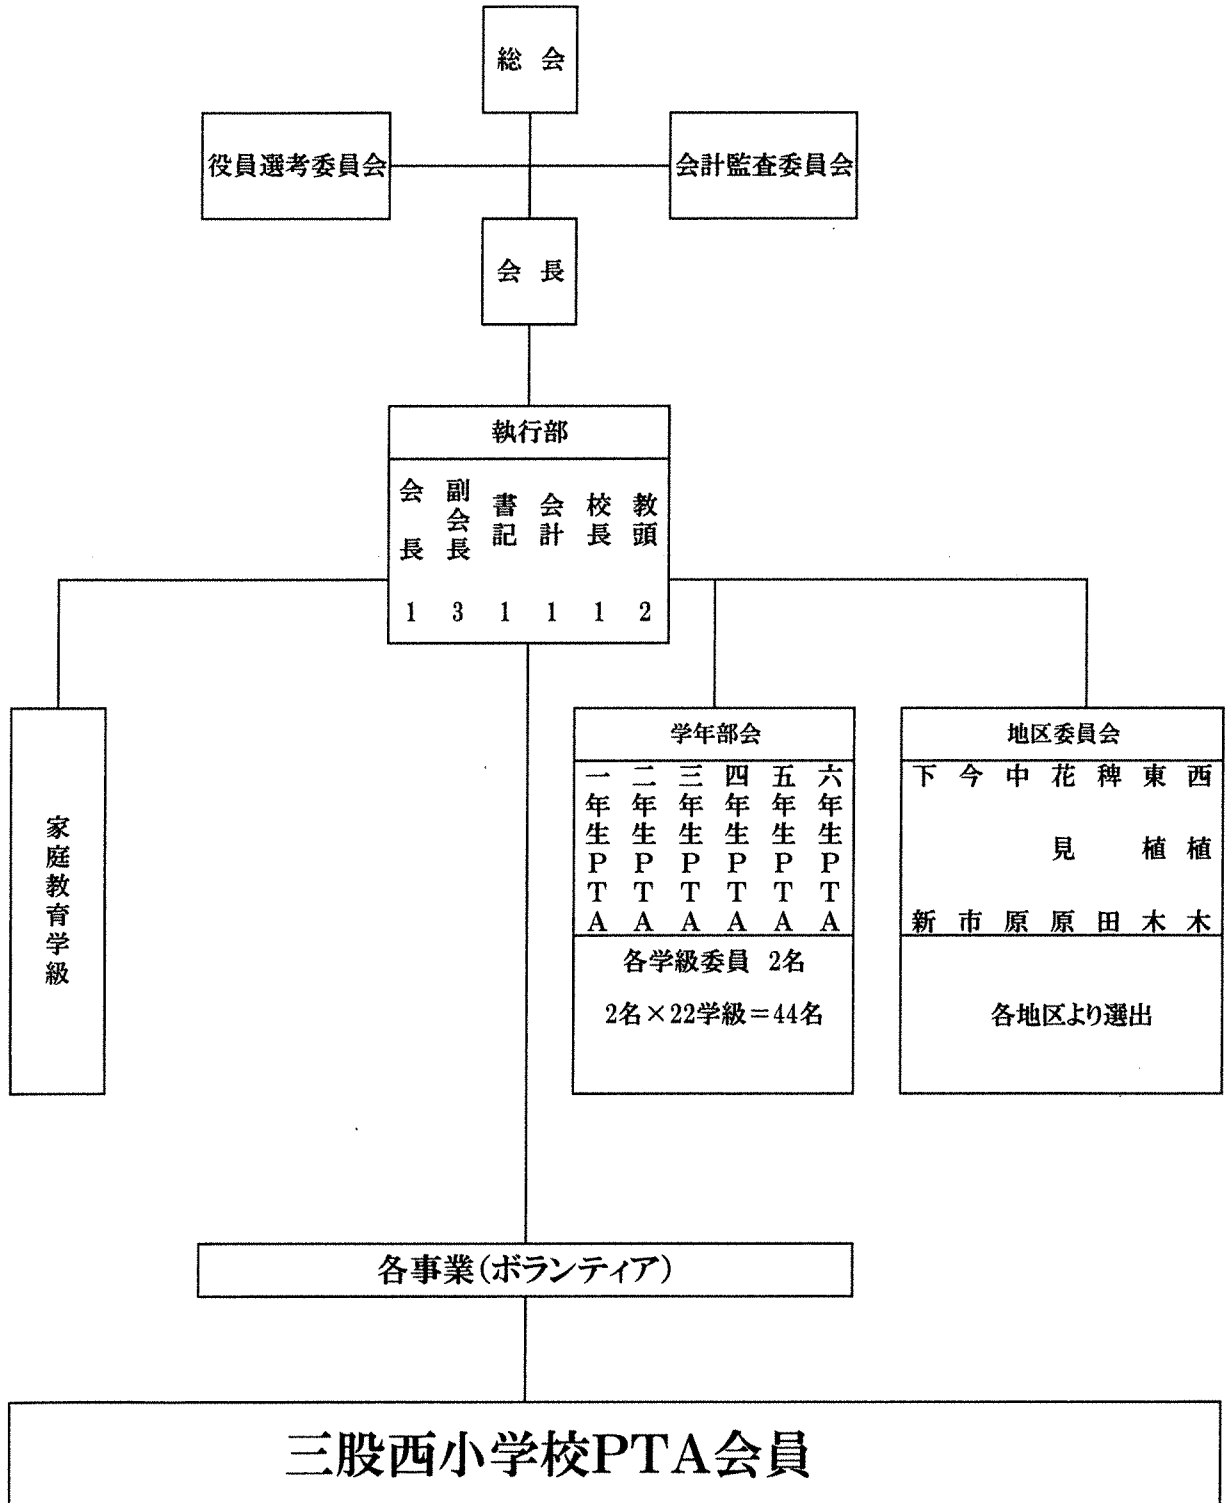 総 会
役員選考委員会
会計監査委員会
会 長
執行部
会長
副会長
書記
会計
校長
教頭
1 3 1 1 1 2
家庭教育学級
学年部会
一年生PTA
二年生PTA
三年生PTA
四年生PTA
五年生PTA
六年生PTA
各学級委員 2名
2名×22学級=44名
地区委員会
下新
今市
中原
花見原
稗田
東植木
西植木
各地区より選出
各事業(ボランティア)
三股西小学校PTA会員